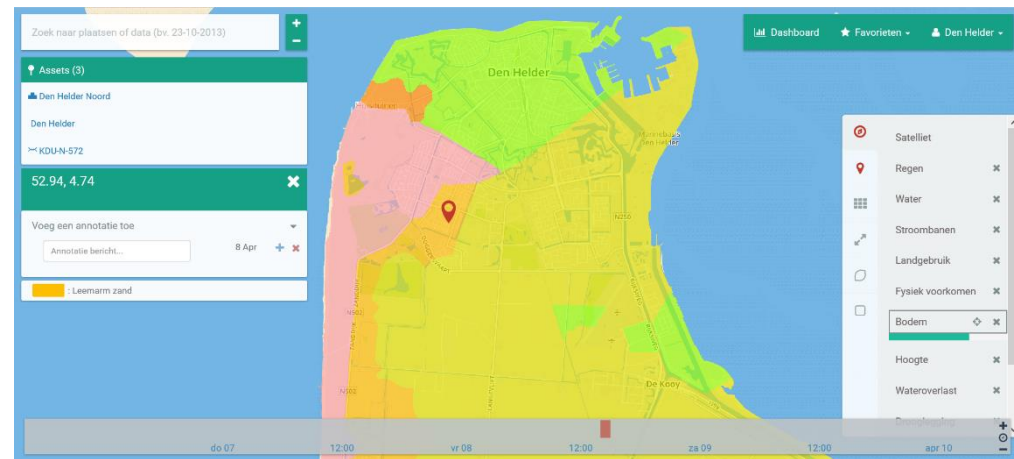 Zoek naar plaatsen of data (bv. 23-10-2013)
+
−
Dashboard
Favorieten
Den Helder
Assets (3)
Den Helder Noord
Den Helder
KDU-N-572
52.94, 4.74
Voeg een annotatie toe
Annotatie bericht...
8 Apr
: Leemarm zand
Den Helder
N250
N502
N502
De Kooy
Satelliet
Regen
Water
Stroombanen
Landgebruik
Fysiek voorkomen
Bodem
Hoogte
Wateroverlast
do 07
12:00
vr 08
12:00
za 09
12:00
apr 10